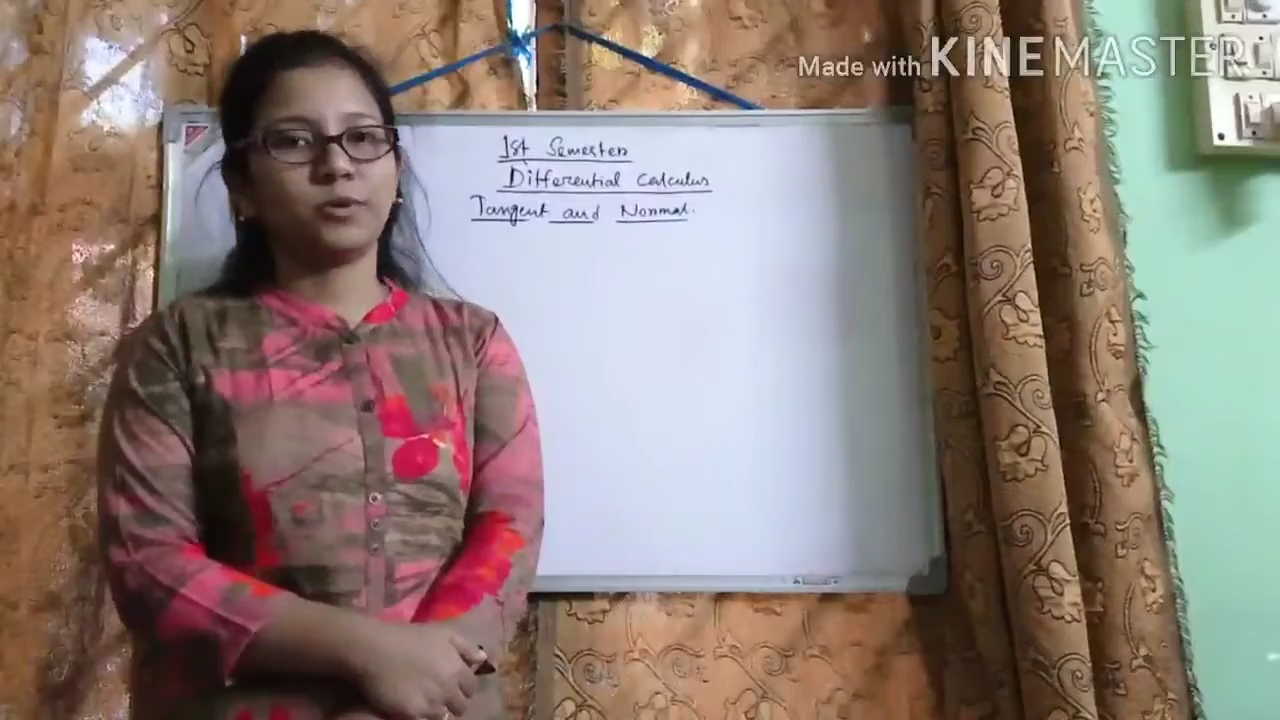 Made with KINEMASTER
1st Semester
Differential Calculus
Tangent and Normal.